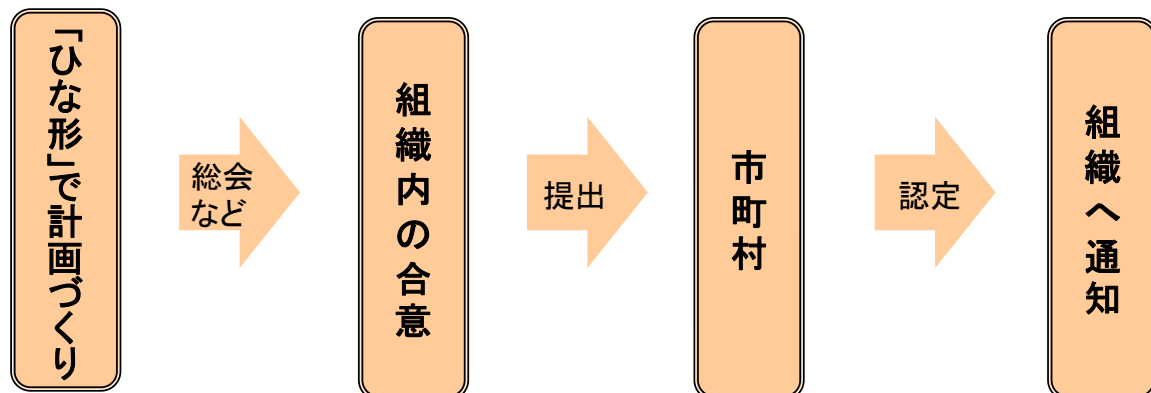 「ひな形」で計画づくり
総会
など
組織内の合意
提出
市町村
認定
組織へ通知